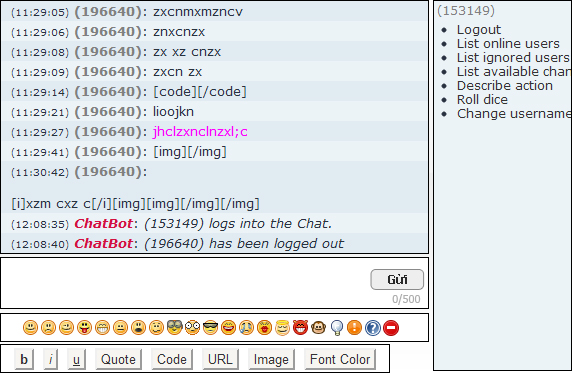 (11:29:05) (196640): zxcnmxmzncv
(11:29:06) (196640): znxcnzx
(11:29:08) (196640): zx xz cnzx
(11:29:09) (196640): zxcn zx
(11:29:14) (196640): [code][/code]
(11:29:21) (196640): lioojkn
(11:29:27) (196640): jhclzxnclnzxl;c
(11:29:41) (196640): [img][/img]
(11:30:42) (196640):
[i]xzm cxz c[/i][img][img][/img][/img]
(12:08:35) ChatBot: (153149) logs into the Chat.
(12:08:40) ChatBot: (196640) has been logged out
Gửi
0/500
b i u Quote Code URL Image Font Color
(153149)
Logout
List online users
List ignored users
List available chan
Describe action
Roll dice
Change username